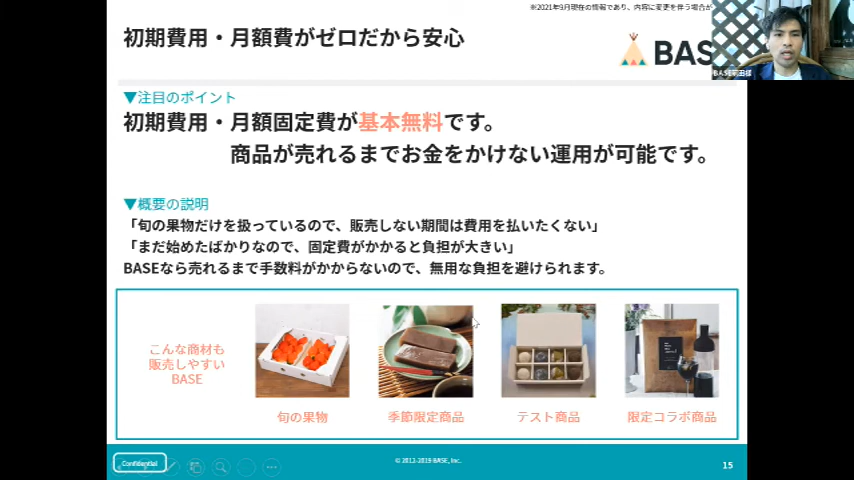 ※2021年9月現在の情報であり、内容に変更を伴う場合が
初期費用・月額費がゼロだから安心
BAS
▼注目のポイント
初期費用・月額固定費が基本無料です。
商品が売れるまでお金をかけない運用が可能です。
▼概要の説明
「旬の果物だけを扱っているので、販売しない期間は費用を払いたくない」
「まだ始めたばかりなので、固定費がかかると負担が大きい」
BASEなら売れるまで手数料がかからないので、無用な負担を避けられます。
こんな商材も
販売しやすい
BASE
旬の果物
季節限定商品
テスト商品
限定コラボ商品
Confidential
© 2012-2019 BASE, Inc.
15